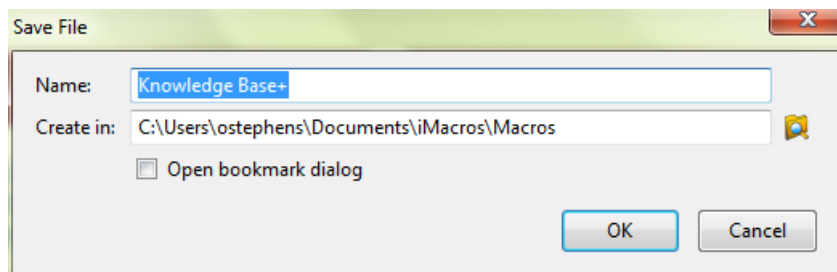 Save File
Name: Knowledge Base+
Create in: C:\Users\ostephens\Documents\iMacros\Macros
Open bookmark dialog
OK Cancel